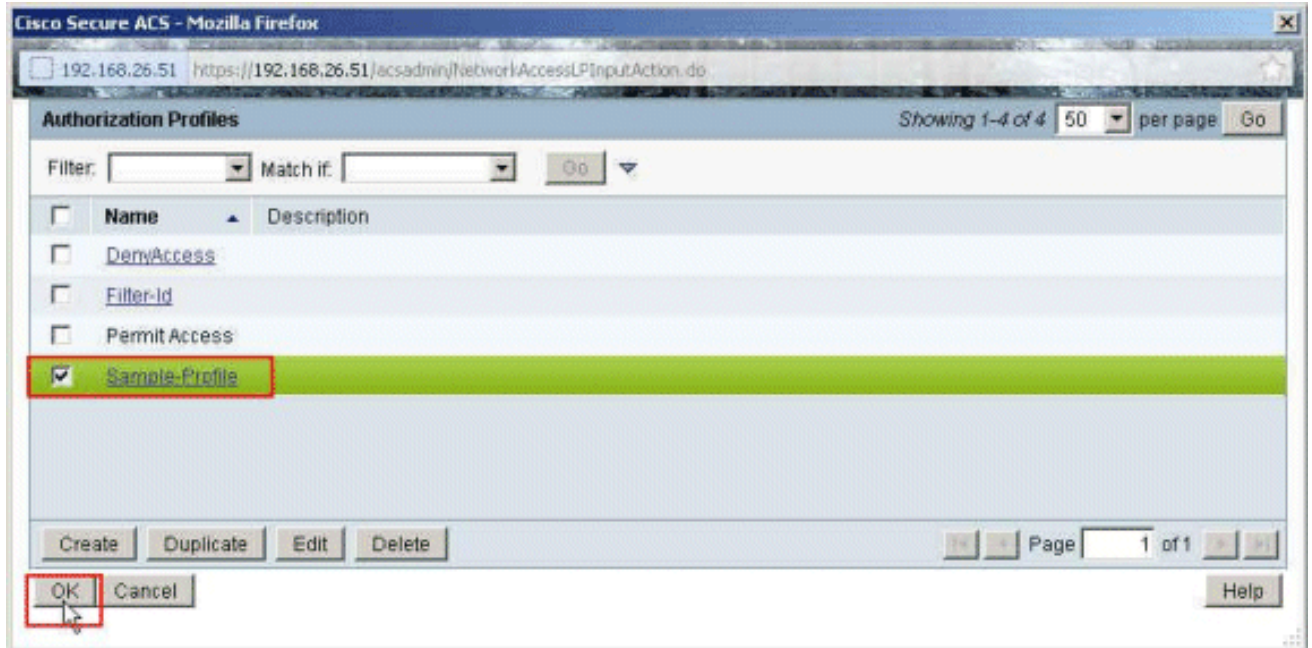 Cisco Secure ACS - Mozilla Firefox
192.168.26.51 https://192.168.26.51/acsadmin/NetworkAccessLPInputAction.do
Authorization Profiles Showing 1-4 of 4 50 per page Go
Filter: Match if: Go
Name Description
DenyAccess
Filter-Id
Permit Access
Sample-Profile
Create Duplicate Edit Delete Page 1 of 1
OK Cancel Help